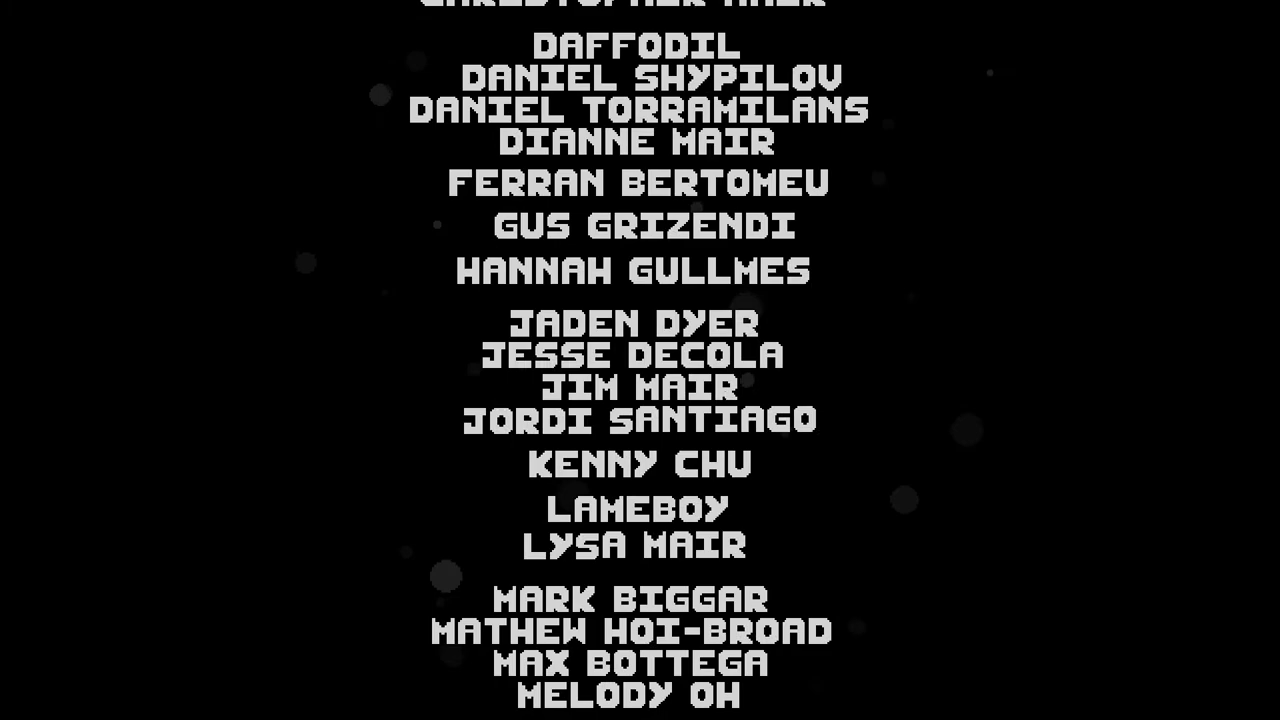 DAFFODIL
DANIEL SHYPILOV
DANIEL TORRAMILANS
DIANNE MAIR
FERRAN BERTOMEU
GUS GRIZENDI
HANNAH GULLMES
JADEN DYER
JESSE DECOLA
JIM MAIR
JORDI SANTIAGO
KENNY CHU
LAMEBOY
LYSA MAIR
MARK BIGGAR
MATHEW HOI-BROAD
MAX BOTTEGA
MELODY OH